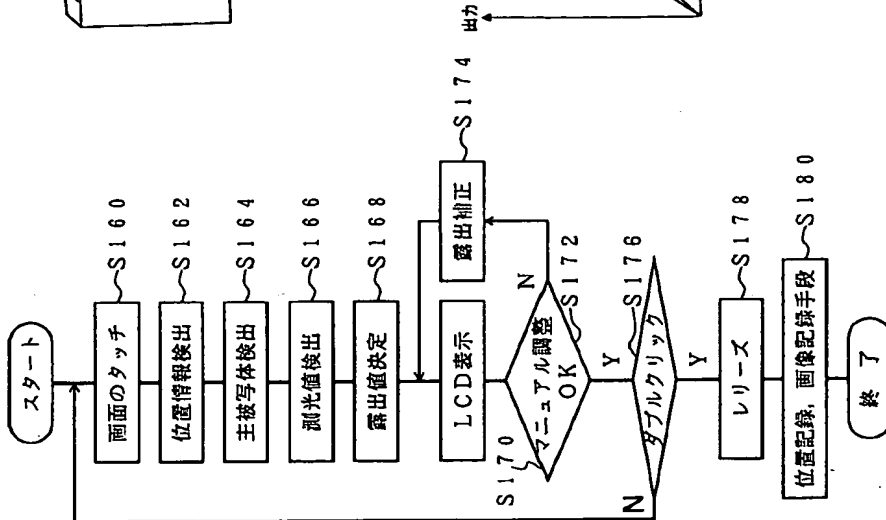 スタート
画面のタッチ
S160
位置情報検出
S162
主被写体検出
S164
測光値検出
S166
露出値決定
S168
LCD表示
S170
マニュアル調整
OK
S172
N
露出補正
S174
Y
ダブルクリック
S176
N
Y
レリーズ
S178
位置記録，画像記録手段
S180
終了
出力